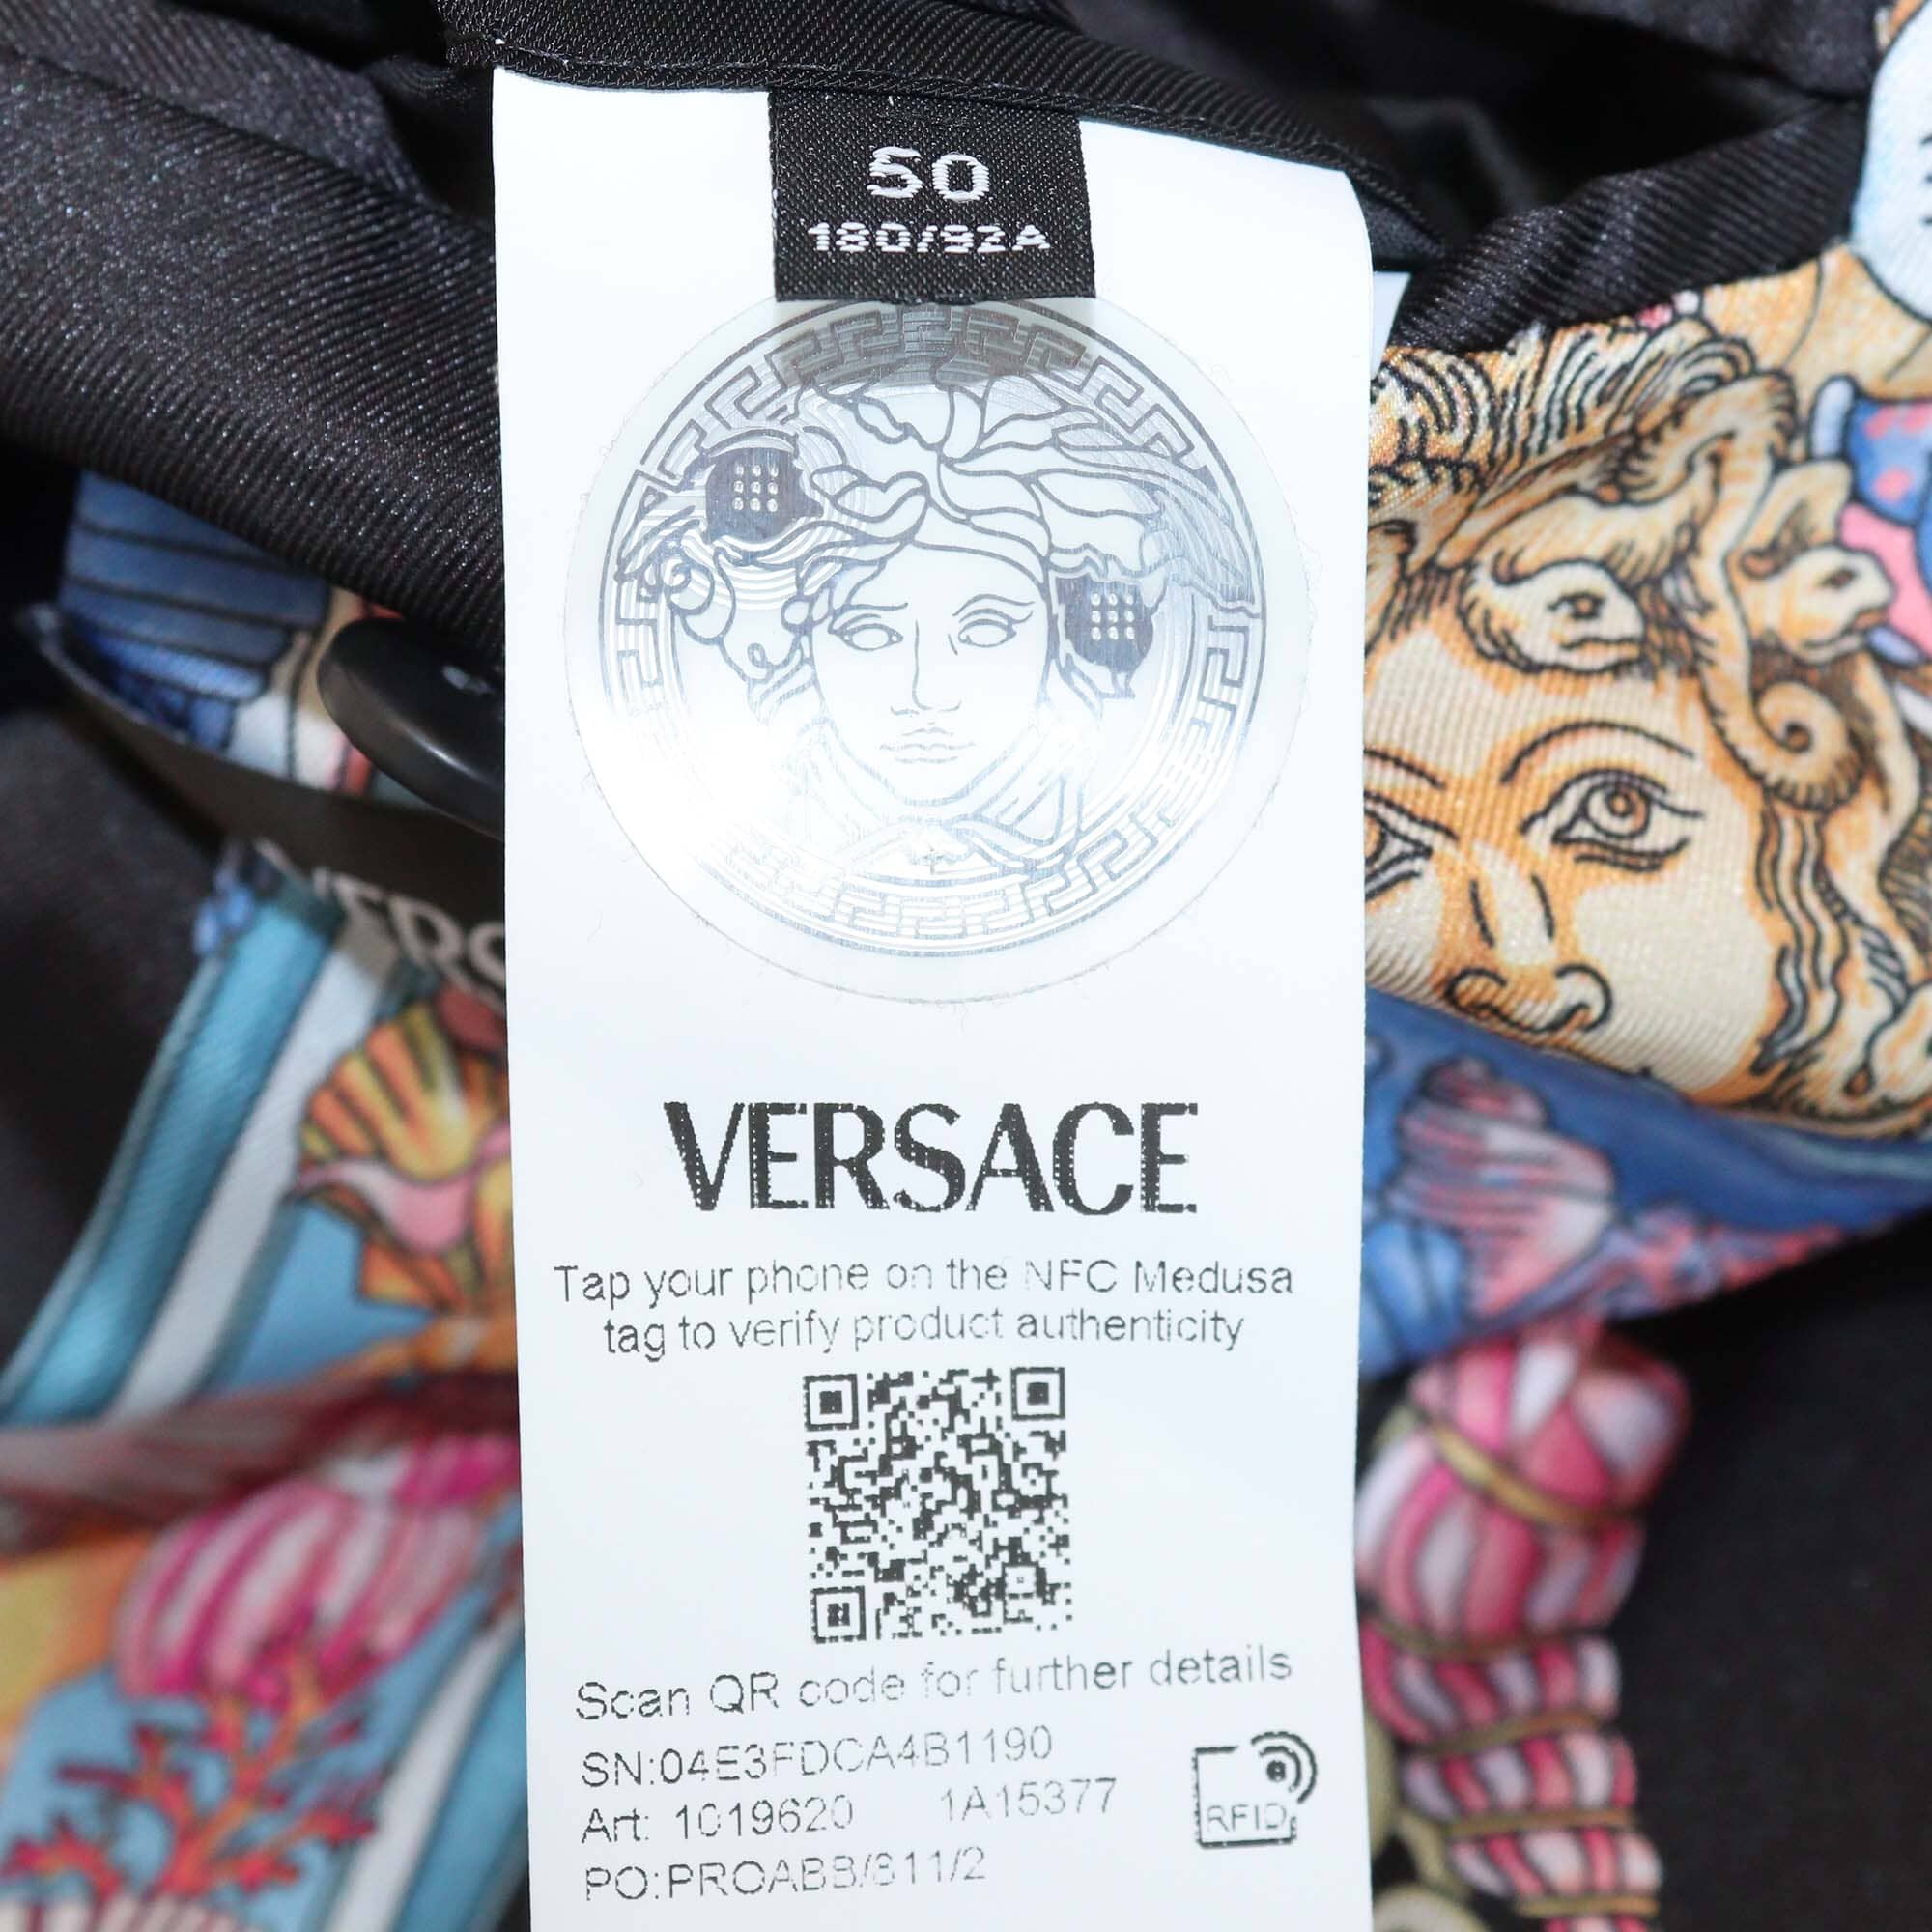 50
180/92A
VERSACE
Tap your phone on the NFC Medusa
tag to verify product authenticity
Scan QR code for further details
SN:04E3FDCA4B1190
Art: 1019620 1A15377
RFID
PO:PROABB/811/2